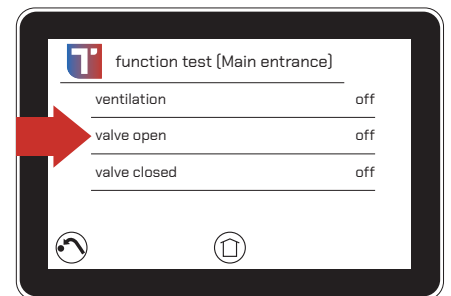 function test (Main entrance)
ventilation off
valve open off
valve closed off